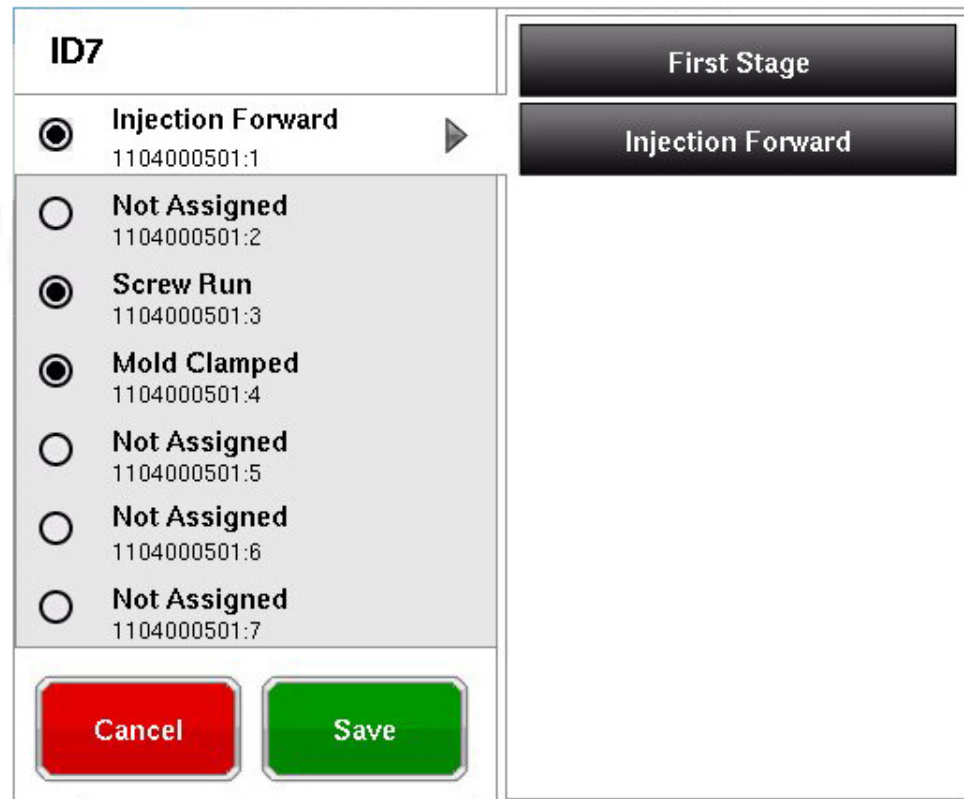 ID7
Injection Forward
1104000501:1
Not Assigned
1104000501:2
Screw Run
1104000501:3
Mold Clamped
1104000501:4
Not Assigned
1104000501:5
Not Assigned
1104000501:6
Not Assigned
1104000501:7
Cancel
Save
First Stage
Injection Forward